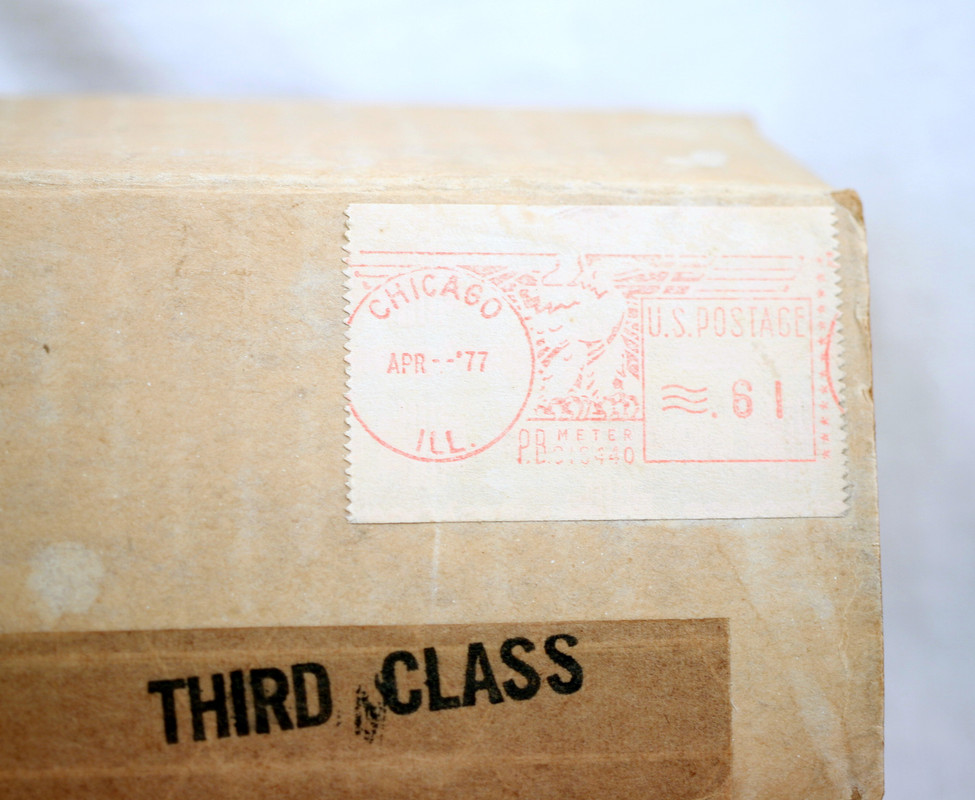 CHICAGO
APR - -'77
ILL.
U.S. POSTAGE
.61
P.B. METER
THIRD CLASS